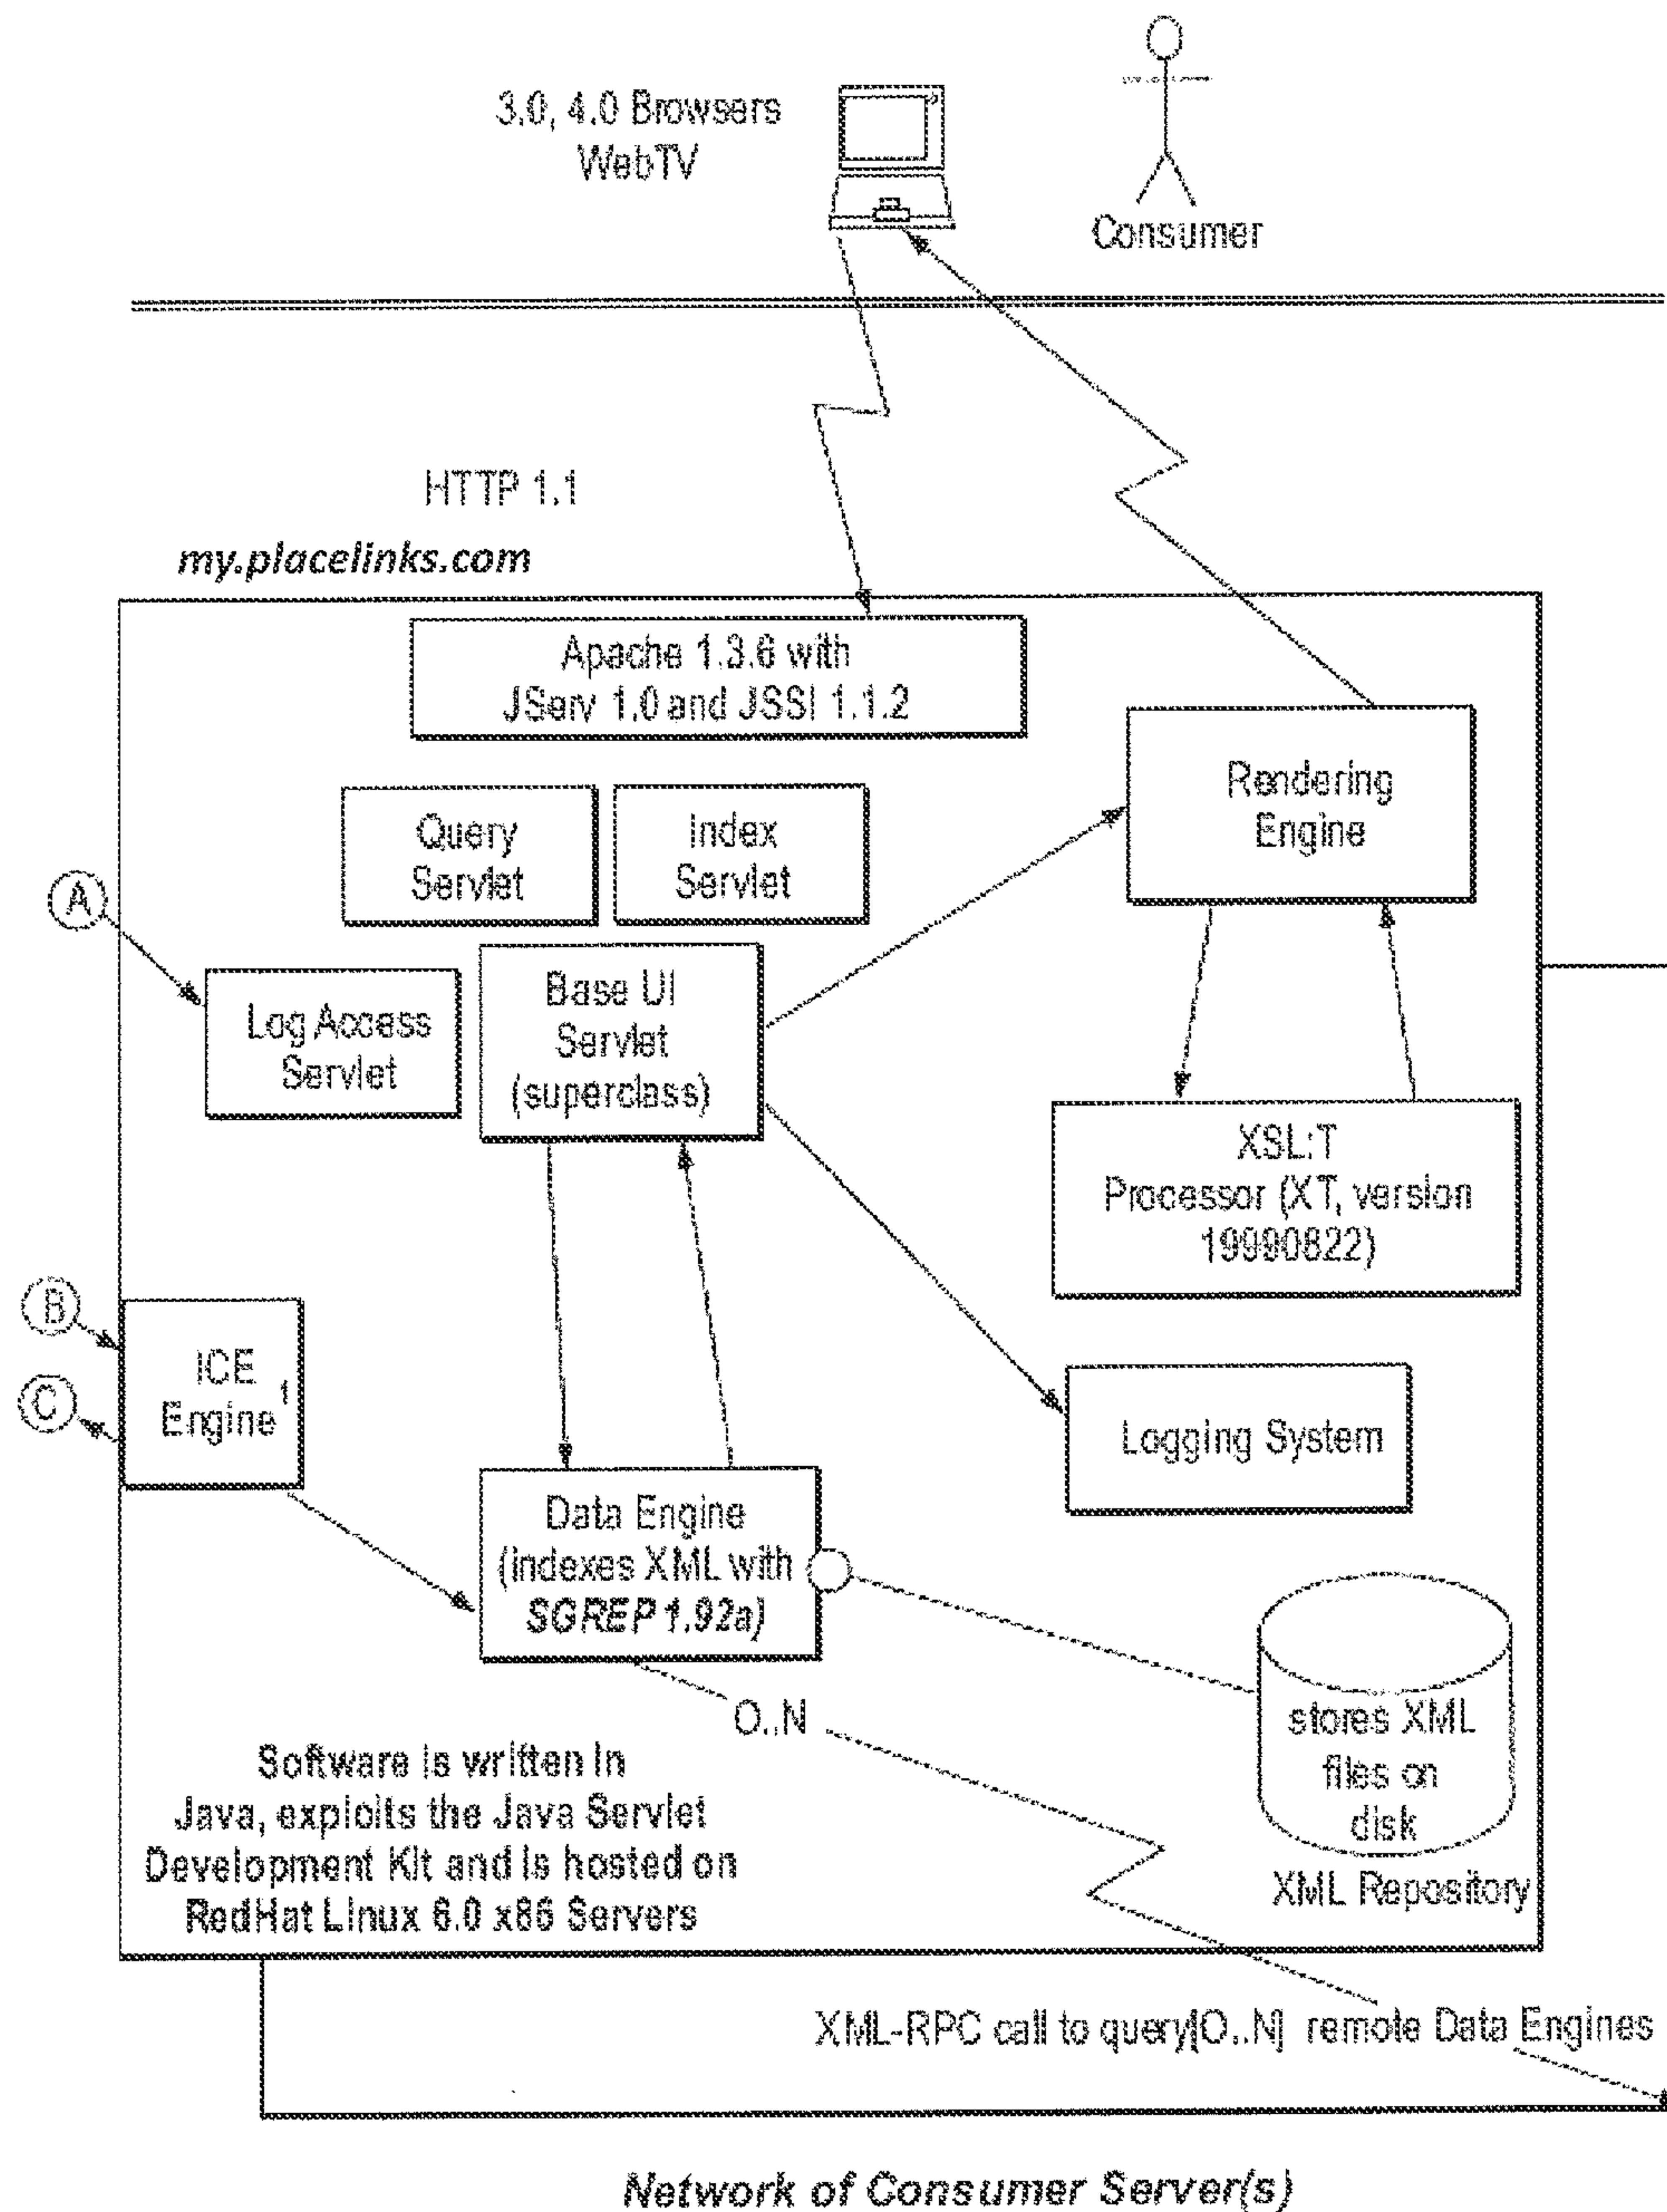 3.0, 4.0 Browsers
WebTV
Consumer
HTTP 1.1
my.placelinks.com
Apache 1.3.6 with
JServ 1.0 and JSSI 1.1.2
Rendering
Engine
Query
Servlet
Index
Servlet
A
Log Access
Servlet
Base UI
Servlet
(superclass)
XSL:T
Processor (XT, version
19990822)
B
C
ICE
Engine 1
Logging System
Data Engine
(indexes XML with
SGREP 1.92a)
O..N
stores XML
files on
disk
XML Repository
Software is written in
Java, exploits the Java Servlet
Development Kit and is hosted on
RedHat Linux 6.0 x86 Servers
XML-RPC call to query[O..N] remote Data Engines
Network of Consumer Server(s)